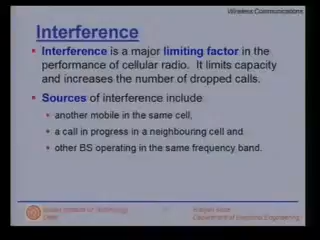 Wireless Communications
Interference
Interference is a major limiting factor in the
performance of cellular radio. It limits capacity
and increases the number of dropped calls.
Sources of interference include
another mobile in the same cell,
a call in progress in a neighbouring cell and
other BS operating in the same frequency band.
Indian Institute of Technology,
Delhi
Department of Electrical Engineering